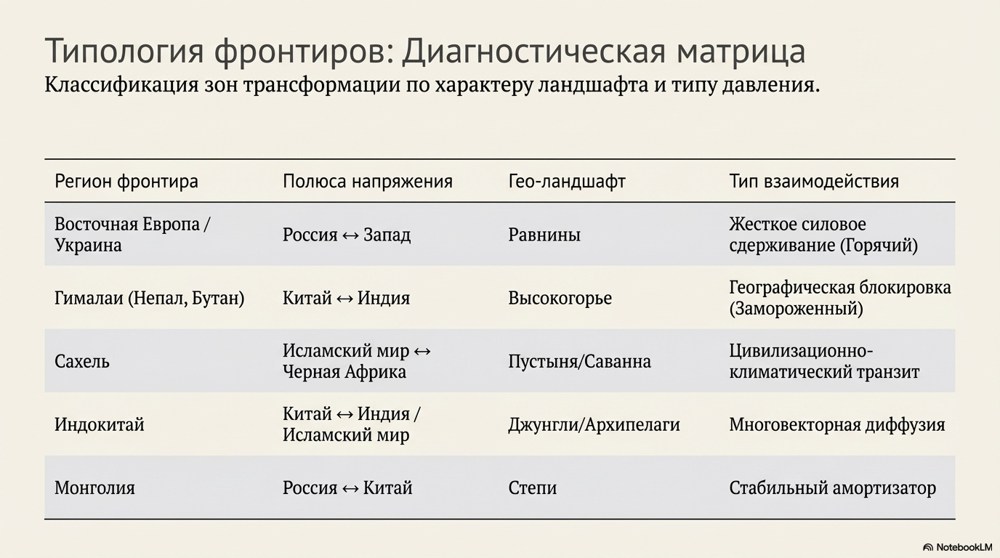 Типология фронтиров: Диагностическая матрица
Классификация зон трансформации по характеру ландшафта и типу давления.
Регион фронтира
Полюса напряжения
Гео-ландшафт
Тип взаимодействия
Восточная Европа /
Украина
Россия ↔ Запад
Равнины
Жесткое силовое
сдерживание (Горячий)
Гималаи (Непал, Бутан)
Китай ↔ Индия
Высокогорье
Географическая блокировка
(Замороженный)
Сахель
Исламский мир ↔
Черная Африка
Пустыня/Саванна
Цивилизационно-
климатический транзит
Индокитай
Китай ↔ Индия /
Исламский мир
Джунгли/Архипелаги
Многовекторная диффузия
Монголия
Россия ↔ Китай
Степи
Стабильный амортизатор
NotebookLM